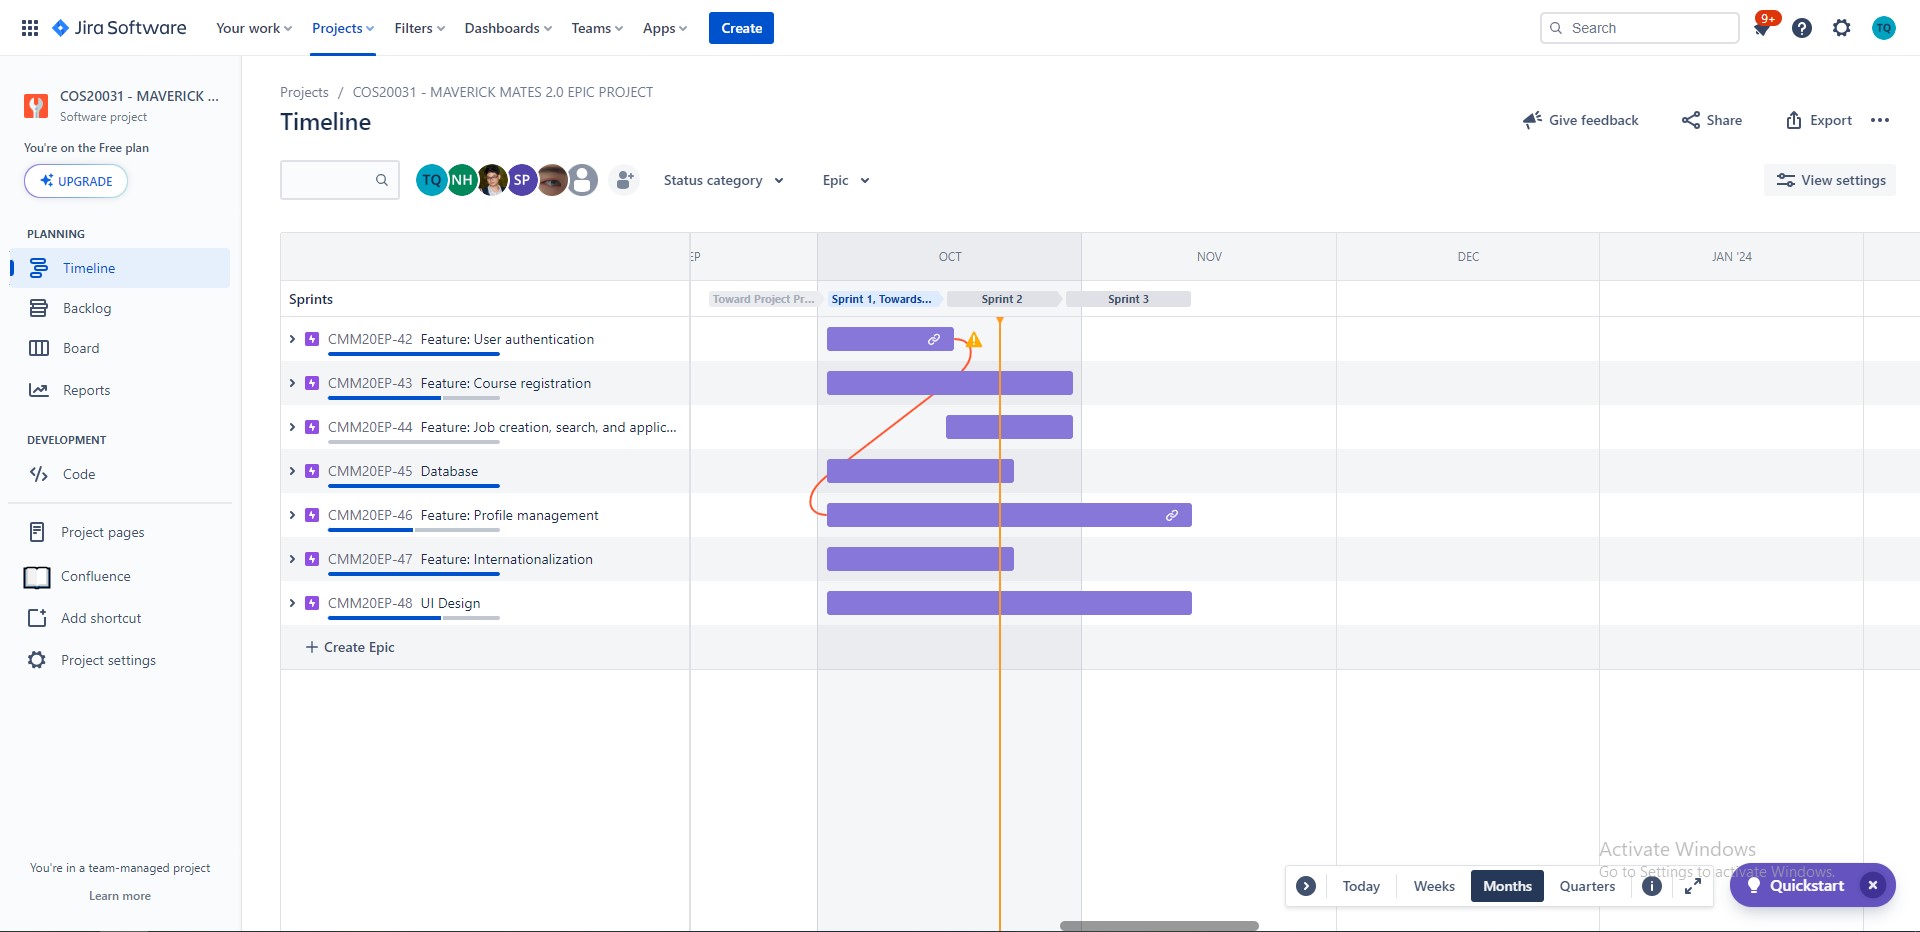 Jira Software Your work Projects Filters Dashboards Teams Apps Create Search 9+ TQ
COS20031 - MAVERICK ...
Software project
You're on the Free plan
UPGRADE
PLANNING
Timeline
Backlog
Board
Reports
DEVELOPMENT
Code
Project pages
Confluence
Add shortcut
Project settings
You're in a team-managed project
Learn more
Projects / COS20031 - MAVERICK MATES 2.0 EPIC PROJECT
Timeline
Give feedback Share Export
TQ NH SP Status category Epic View settings
EP OCT NOV DEC JAN '24
Sprints Toward Project Pr... Sprint 1, Towards... Sprint 2 Sprint 3
CMM20EP-42 Feature: User authentication
CMM20EP-43 Feature: Course registration
CMM20EP-44 Feature: Job creation, search, and applic...
CMM20EP-45 Database
CMM20EP-46 Feature: Profile management
CMM20EP-47 Feature: Internationalization
CMM20EP-48 UI Design
+ Create Epic
Activate Windows
Go to Settings to activate Windows.
Today Weeks Months Quarters Quickstart